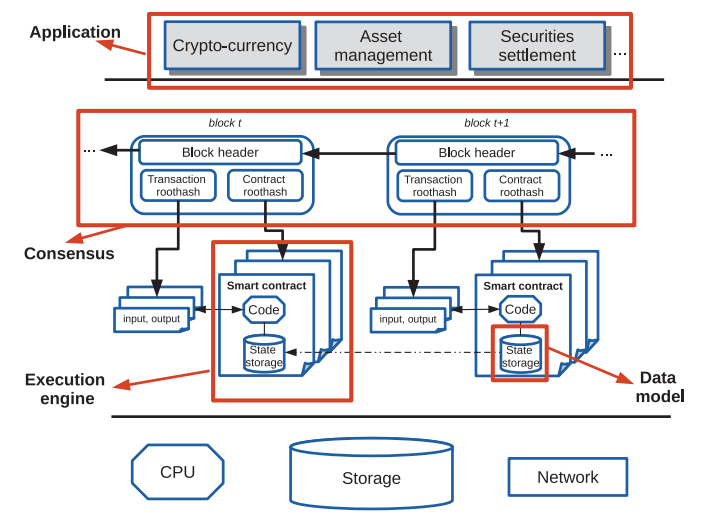 Application
Crypto-currency
Asset
management
Securities
settlement
...
block t
block t+1
...
Block header
Block header
...
Transaction
roothash
Contract
roothash
Transaction
roothash
Contract
roothash
Consensus
Smart contract
Smart contract
input, output
Code
input, output
Code
State
storage
State
storage
Execution
engine
Data
model
CPU
Storage
Network